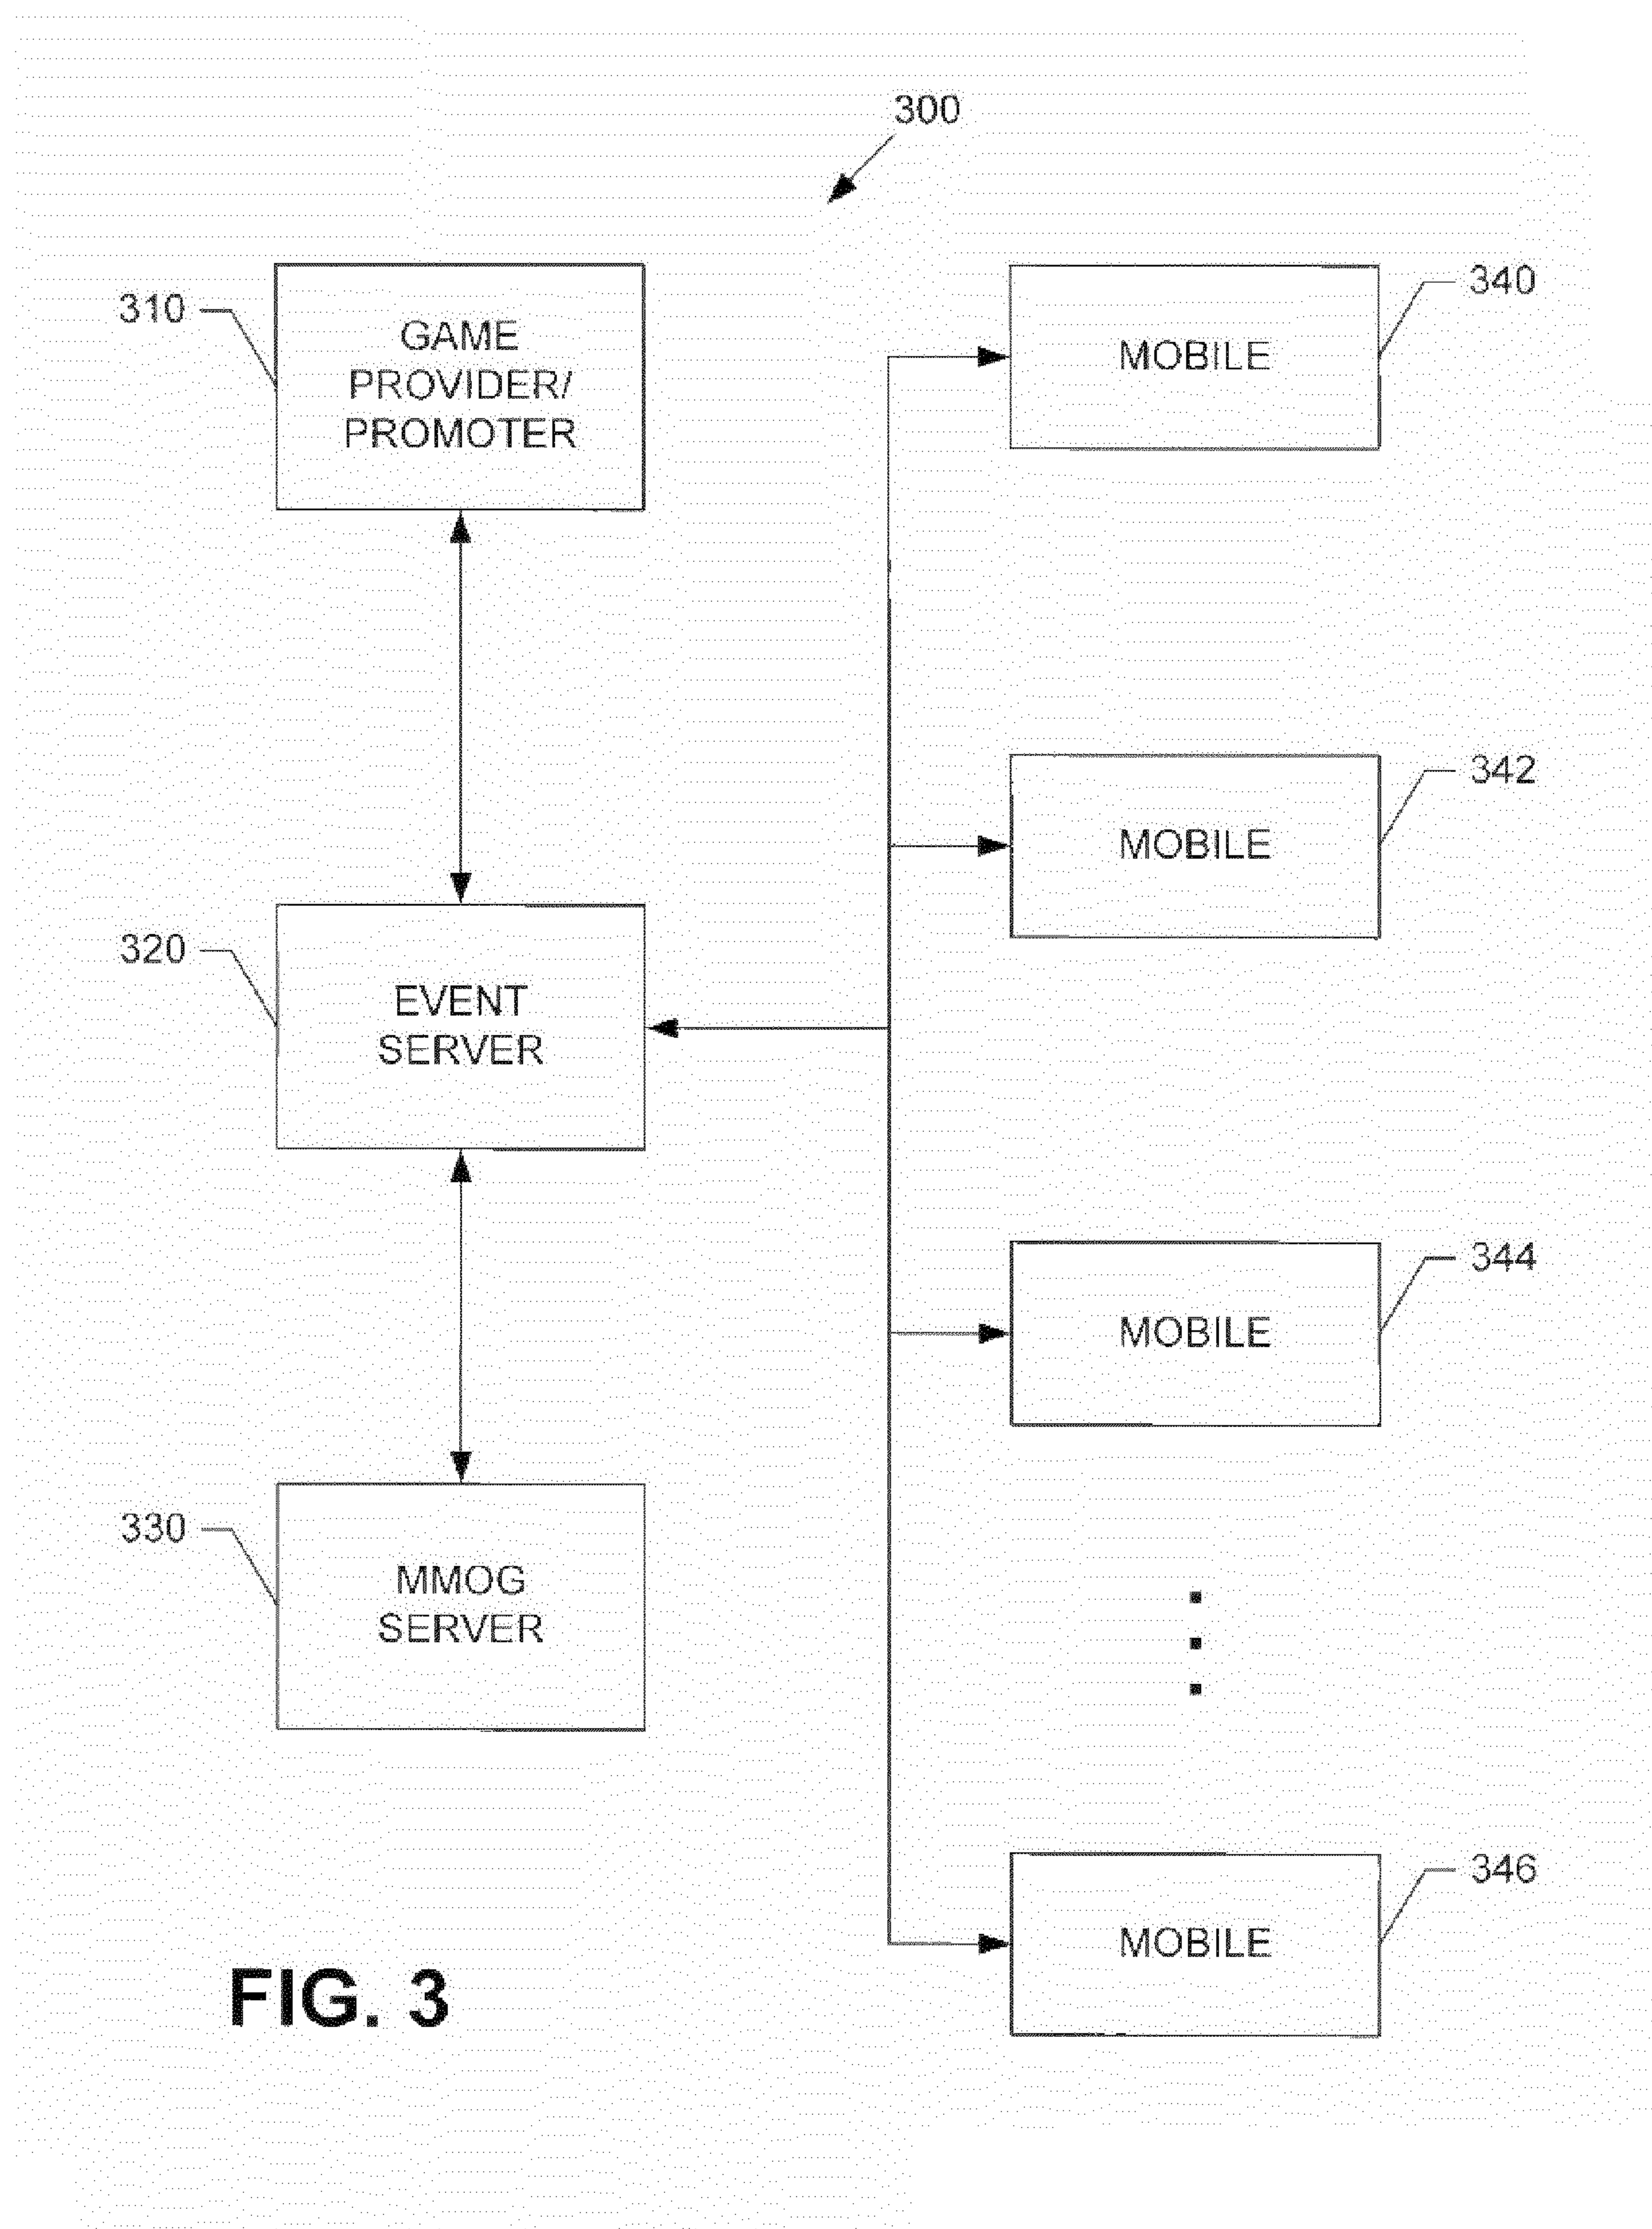 300
310
GAME
PROVIDER/
PROMOTER
340
MOBILE
342
MOBILE
320
EVENT
SERVER
344
MOBILE
330
MMOG
SERVER
346
MOBILE
FIG. 3